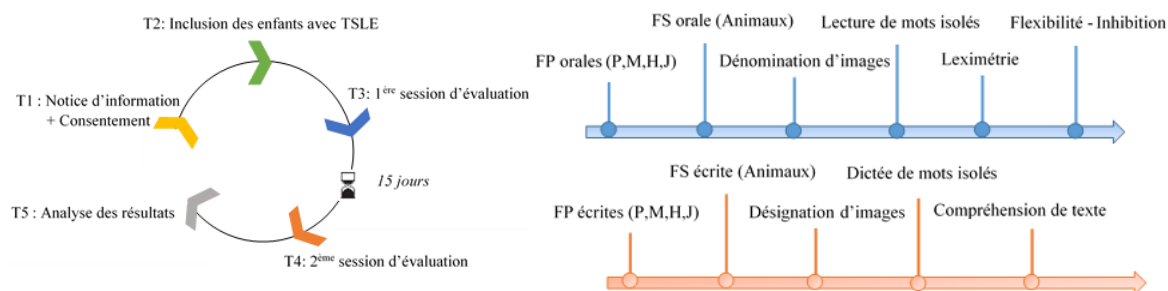 T2: Inclusion des enfants avec TSLE
T1 : Notice d'information
+ Consentement
T3: 1ère session d'évaluation
15 jours
T5 : Analyse des résultats
T4: 2ème session d'évaluation
FS orale (Animaux)
Lecture de mots isolés
Flexibilité - Inhibition
FP orales (P,M,H,J)
Dénomination d'images
Leximétrie
FS écrite (Animaux)
Dictée de mots isolés
FP écrites (P,M,H,J)
Désignation d'images
Compréhension de texte